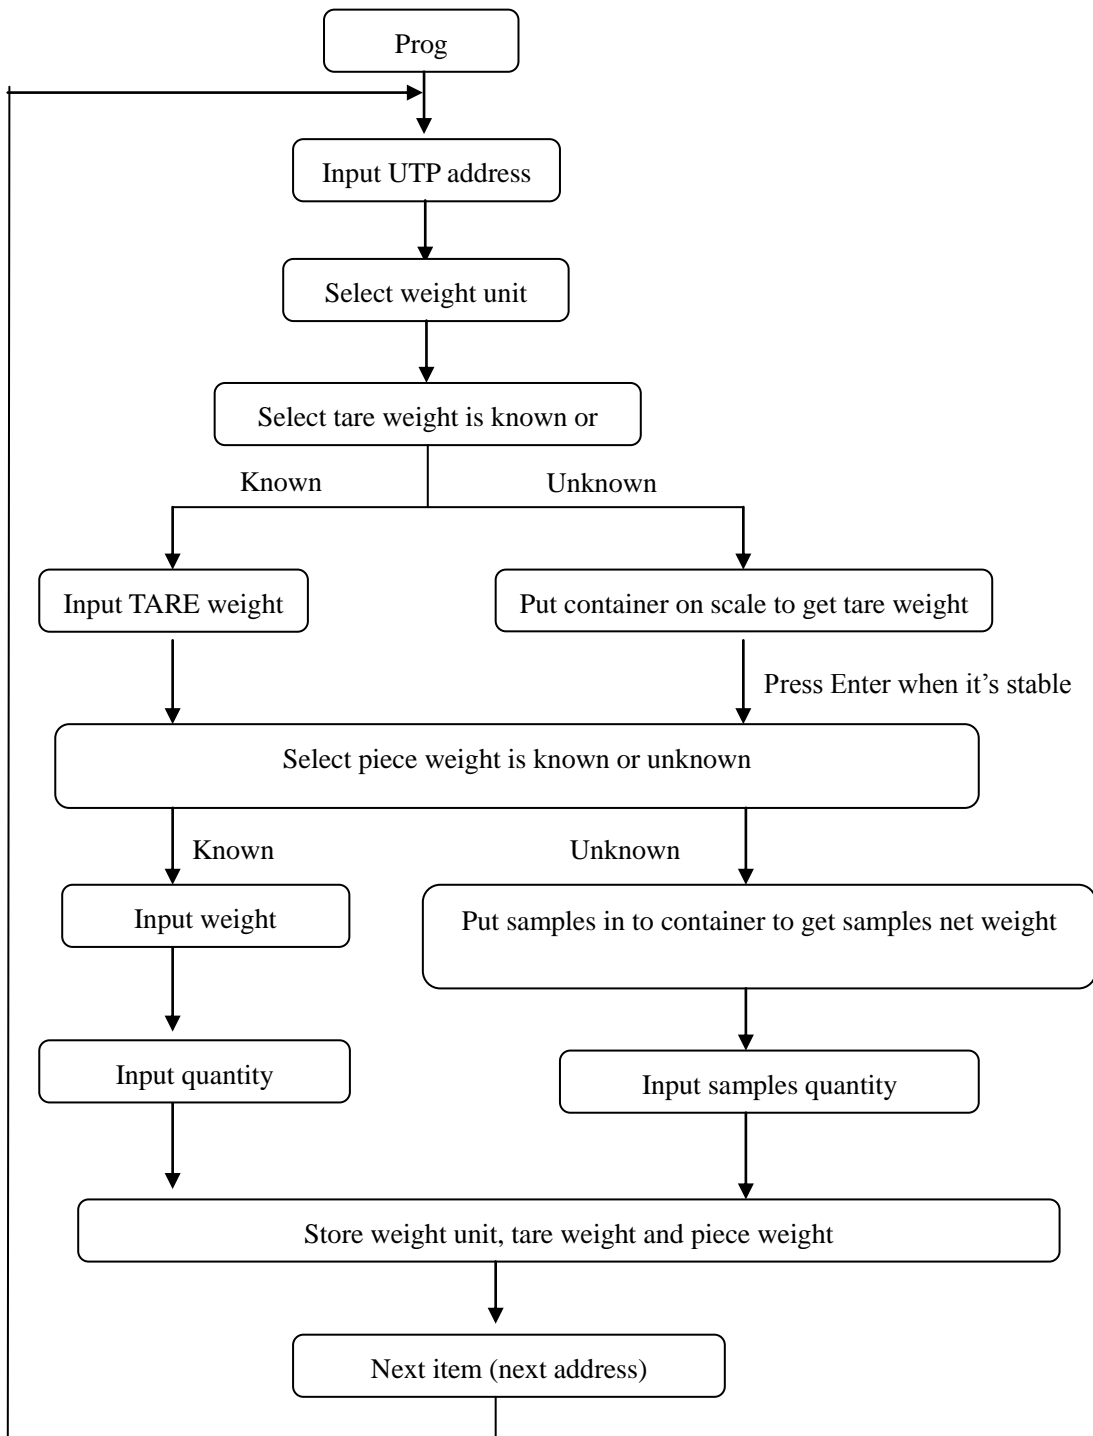 Prog
Input UTP address
Select weight unit
Select tare weight is known or
Known
Unknown
Input TARE weight
Put container on scale to get tare weight
Press Enter when it’s stable
Select piece weight is known or unknown
Known
Unknown
Input weight
Put samples in to container to get samples net weight
Input quantity
Input samples quantity
Store weight unit, tare weight and piece weight
Next item (next address)